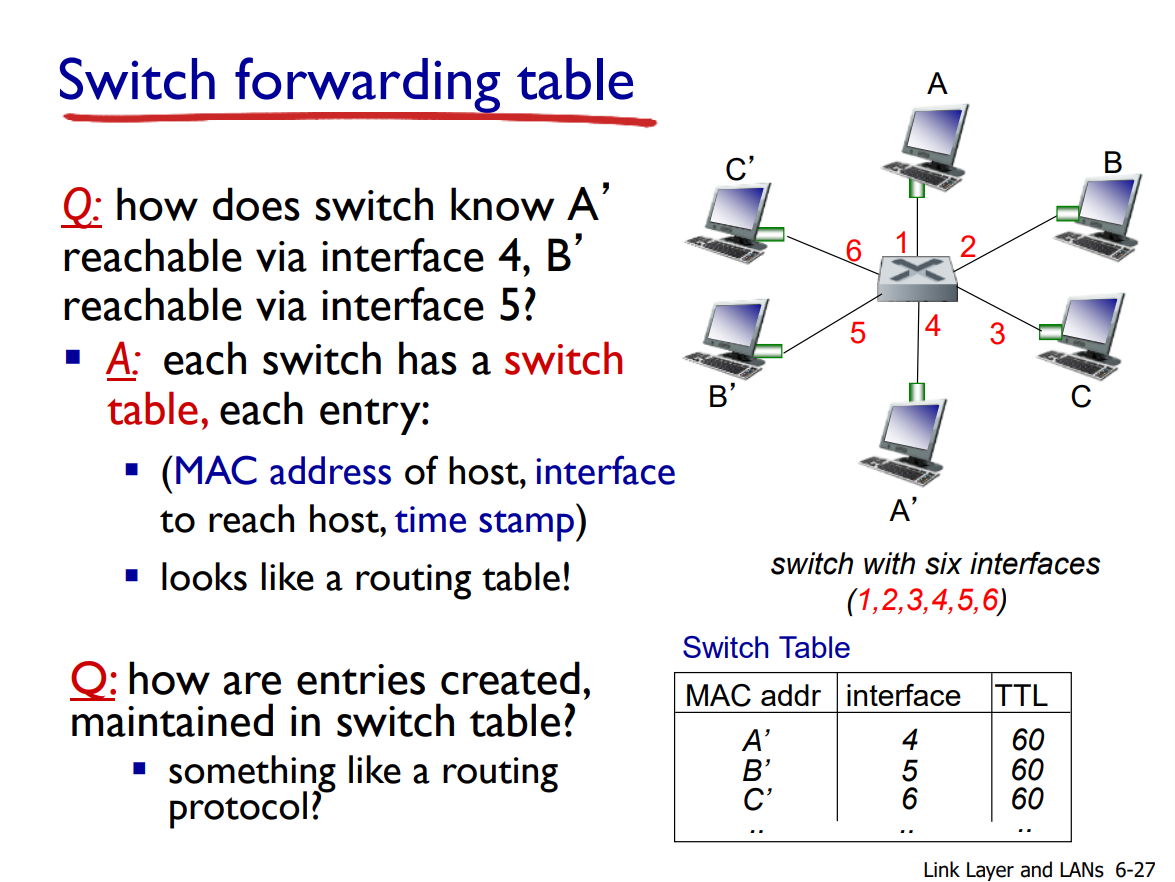 Switch forwarding table
Q: how does switch know A’
reachable via interface 4, B’
reachable via interface 5?
▪ A: each switch has a switch
table, each entry:
▪ (MAC address of host, interface
to reach host, time stamp)
▪ looks like a routing table!
Q: how are entries created,
maintained in switch table?
▪ something like a routing
protocol?
A
C’
B
6 1 2
5 4 3
B’
C
A’
switch with six interfaces
(1,2,3,4,5,6)
Switch Table
MAC addr interface TTL
A’ 4 60
B’ 5 60
C’ 6 60
.. .. ..
Link Layer and LANs 6-27